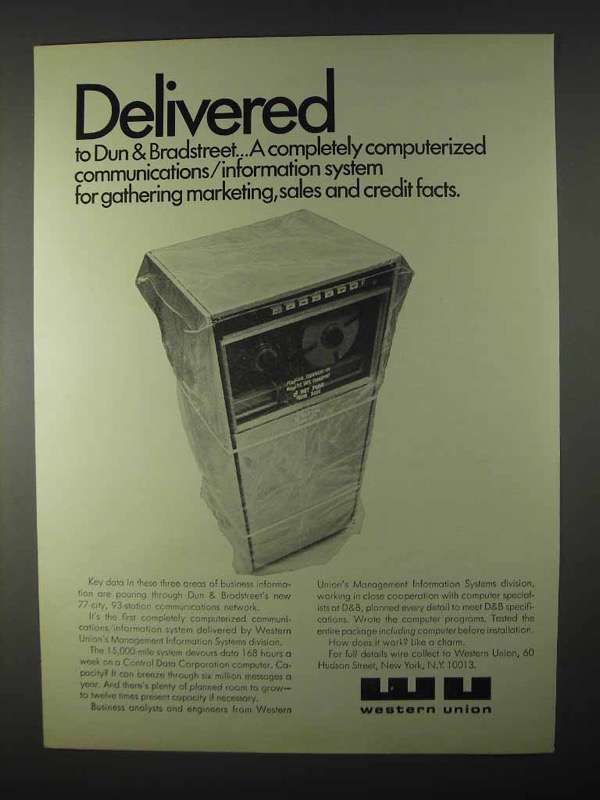 Delivered
to Dun & Bradstreet...A completely computerized
communications/information system
for gathering marketing, sales and credit facts.
Key data in these three areas of business informa-
tion are pouring through Dun & Bradstreet's new
77-city, 93-station communications network.
It's the first completely computerized communi-
cations/information system delivered by Western
Union's Management Information Systems division.
The 15,000-mile system devours data 168 hours a
week on a Control Data Corporation computer. Ca-
pacity? It can breeze through six million messages a
year. And there's plenty of planned room to grow—
to twelve times present capacity if necessary.
Business analysts and engineers from Western
Union's Management Information Systems division,
working in close cooperation with computer special-
ists at D&B, planned every detail to meet D&B specifi-
cations. Wrote the computer programs. Tested the
entire package including computer before installation.
How does it work? Like a charm.
For full details wire collect to Western Union, 60
Hudson Street, New York, N.Y. 10013.
western union